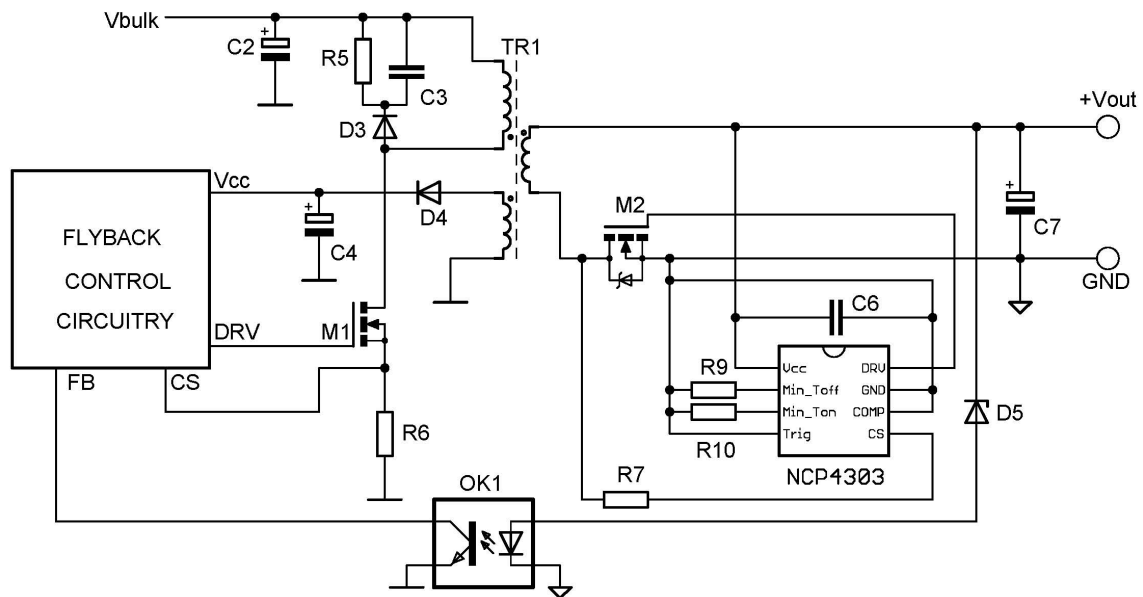 Vbulk
C2
R5
C3
TR1
D3
+Vout
Vcc
D4
C4
M2
C7
GND
FLYBACK
CONTROL
CIRCUITRY
DRV
M1
FB
CS
R6
C6
Vcc
DRV
R9
Min_Toff
GND
Min_Ton
COMP
R10
Trig
CS
NCP4303
D5
R7
OK1